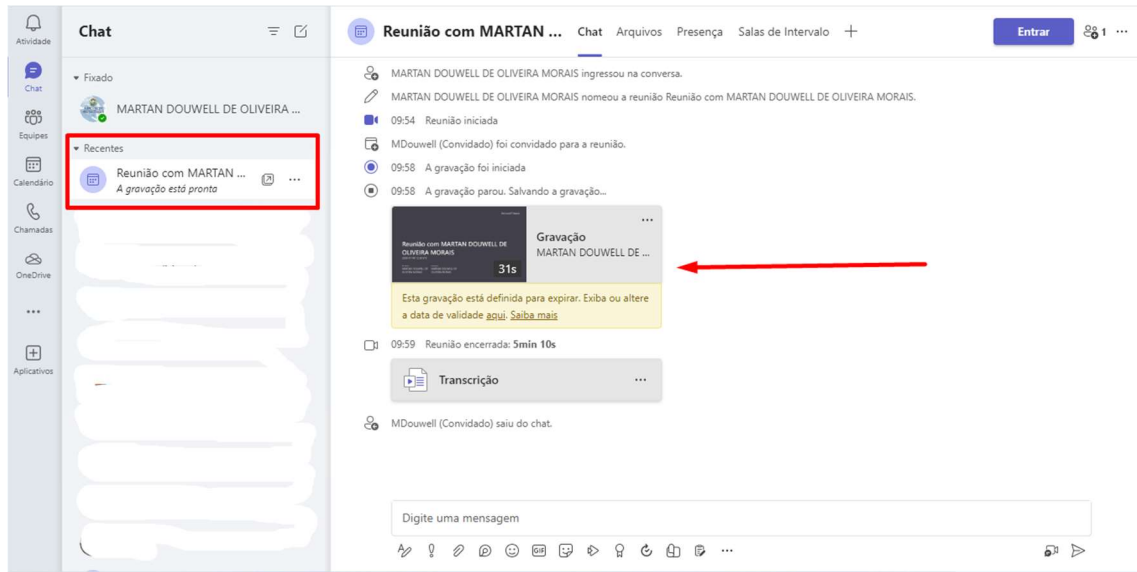 Atividade
Chat
Equipes
Calendário
Chamadas
OneDrive
Aplicativos
Chat
Fixado
MARTAN DOUWELL DE OLIVEIRA ...
Recentes
Reunião com MARTAN ...
A gravação está pronta
Reunião com MARTAN ... Chat Arquivos Presença Salas de Intervalo Entrar 1
MARTAN DOUWELL DE OLIVEIRA MORAIS ingressou na conversa.
MARTAN DOUWELL DE OLIVEIRA MORAIS nomeou a reunião Reunião com MARTAN DOUWELL DE OLIVEIRA MORAIS.
09:54 Reunião iniciada
MDouwell (Convidado) foi convidado para a reunião.
09:58 A gravação foi iniciada
09:58 A gravação parou. Salvando a gravação...
Reunião com MARTAN DOUWELL DE
OLIVEIRA MORAIS
31s
Gravação
MARTAN DOUWELL DE ...
Esta gravação está definida para expirar. Exiba ou altere
a data de validade aqui. Saiba mais
09:59 Reunião encerrada: 5min 10s
Transcrição
MDouwell (Convidado) saiu do chat.
Digite uma mensagem
GIF